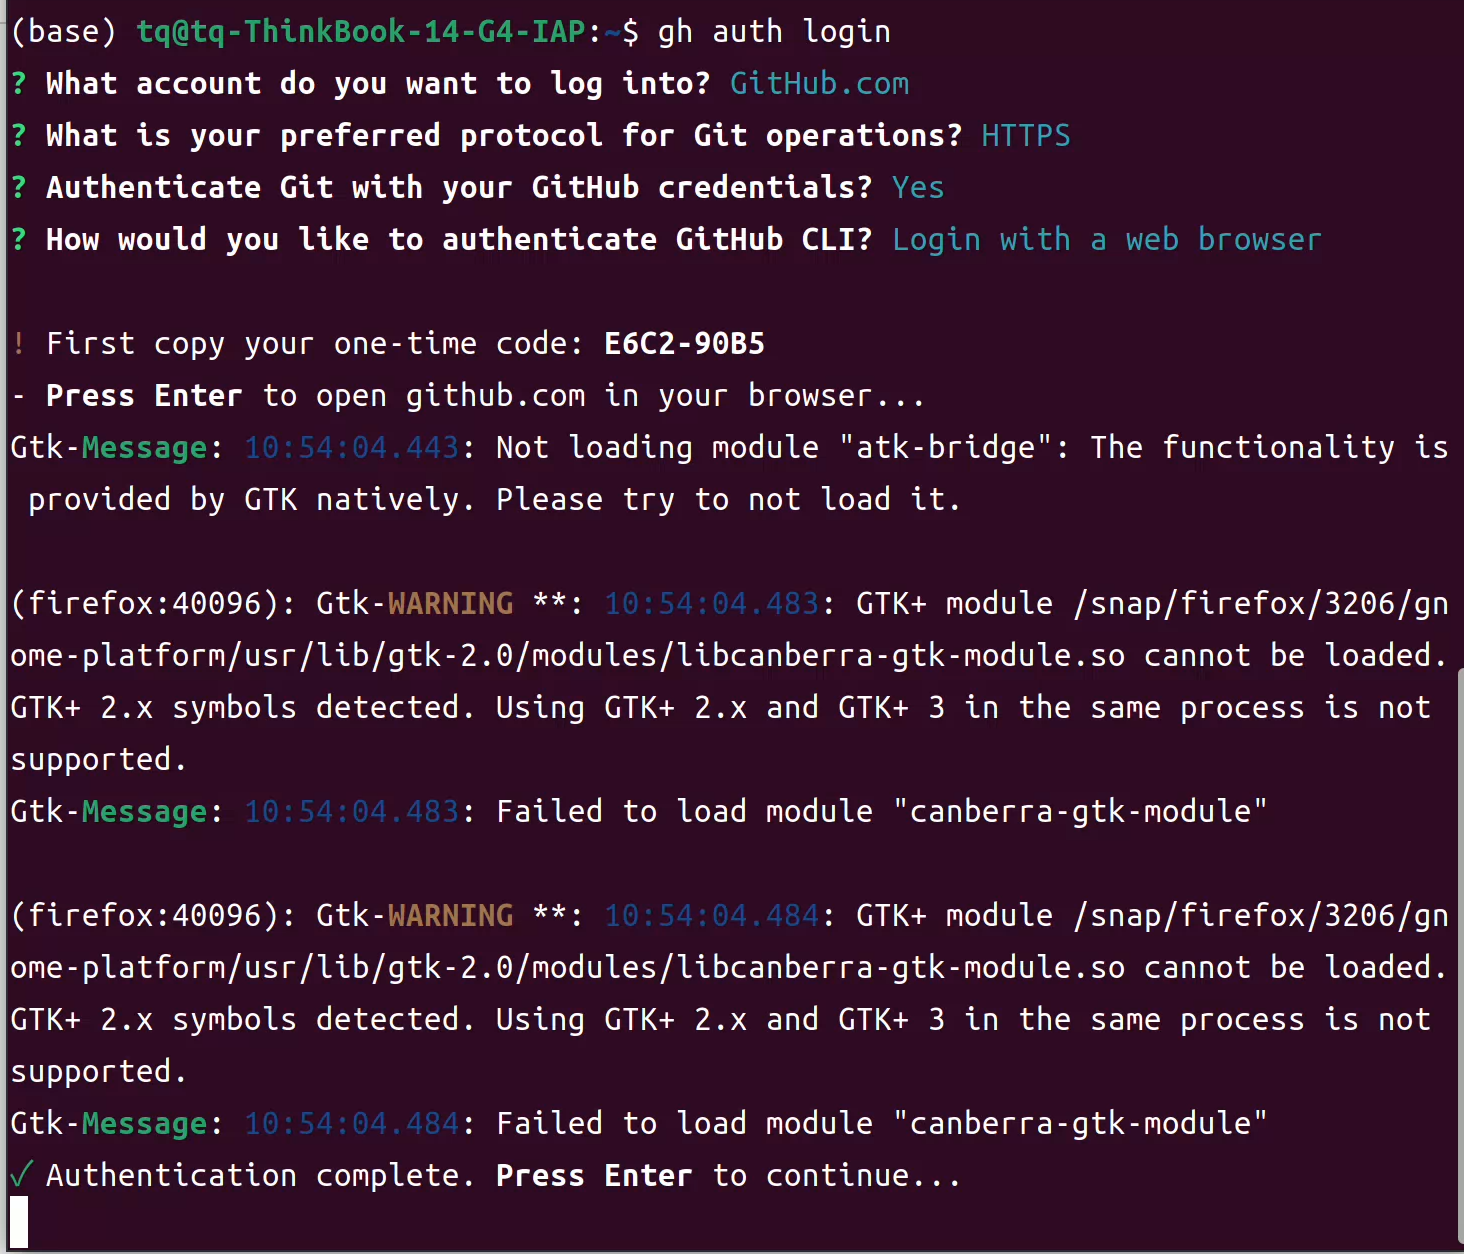 (base) tq@tq-ThinkBook-14-G4-IAP:~$ gh auth login
? What account do you want to log into? GitHub.com
? What is your preferred protocol for Git operations? HTTPS
? Authenticate Git with your GitHub credentials? Yes
? How would you like to authenticate GitHub CLI? Login with a web browser
! First copy your one-time code: E6C2-90B5
- Press Enter to open github.com in your browser...
Gtk-Message: 10:54:04.443: Not loading module "atk-bridge": The functionality is
 provided by GTK natively. Please try to not load it.
(firefox:40096): Gtk-WARNING **: 10:54:04.483: GTK+ module /snap/firefox/3206/gn
ome-platform/usr/lib/gtk-2.0/modules/libcanberra-gtk-module.so cannot be loaded.
GTK+ 2.x symbols detected. Using GTK+ 2.x and GTK+ 3 in the same process is not
supported.
Gtk-Message: 10:54:04.483: Failed to load module "canberra-gtk-module"
(firefox:40096): Gtk-WARNING **: 10:54:04.484: GTK+ module /snap/firefox/3206/gn
ome-platform/usr/lib/gtk-2.0/modules/libcanberra-gtk-module.so cannot be loaded.
GTK+ 2.x symbols detected. Using GTK+ 2.x and GTK+ 3 in the same process is not
supported.
Gtk-Message: 10:54:04.484: Failed to load module "canberra-gtk-module"
✓ Authentication complete. Press Enter to continue...